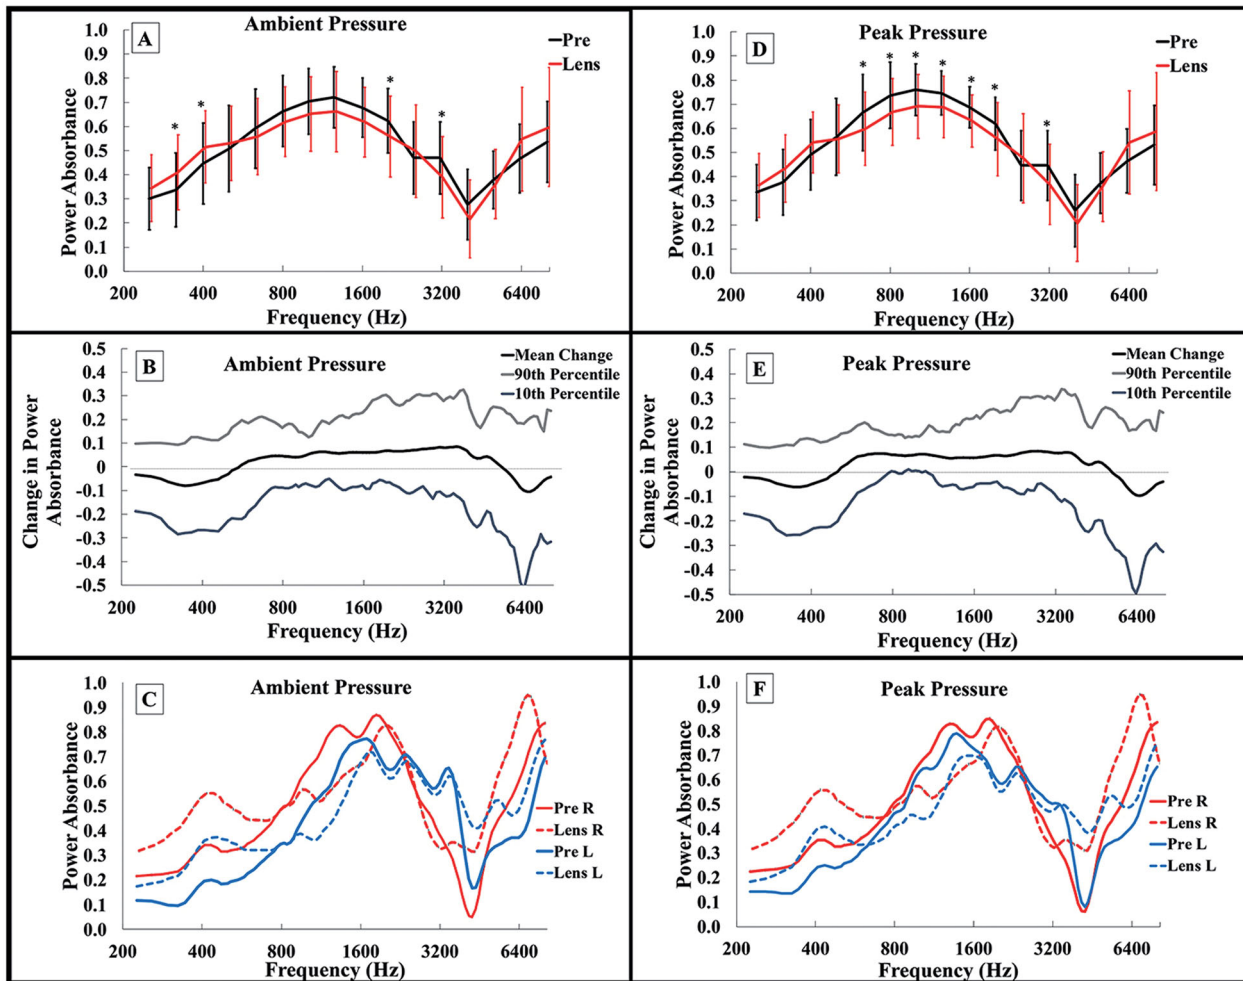 A
Ambient Pressure
Pre
Lens
*
*
*
*
Power Absorbance
1.0
0.9
0.8
0.7
0.6
0.5
0.4
0.3
0.2
0.1
0.0
200 400 800 1600 3200 6400
Frequency (Hz)
D
Peak Pressure
Pre
Lens
* * * * * * *
Power Absorbance
1.0
0.9
0.8
0.7
0.6
0.5
0.4
0.3
0.2
0.1
0.0
200 400 800 1600 3200 6400
Frequency (Hz)
B
Ambient Pressure
Mean Change
90th Percentile
10th Percentile
Change in Power
Absorbance
0.5
0.4
0.3
0.2
0.1
0
-0.1
-0.2
-0.3
-0.4
-0.5
200 400 800 1600 3200 6400
Frequency (Hz)
E
Peak Pressure
Mean Change
90th Percentile
10th Percentile
Change in Power
Absorbance
0.5
0.4
0.3
0.2
0.1
0
-0.1
-0.2
-0.3
-0.4
-0.5
200 400 800 1600 3200 6400
Frequency (Hz)
C
Ambient Pressure
Pre R
Lens R
Pre L
Lens L
Power Absorbance
1.0
0.9
0.8
0.7
0.6
0.5
0.4
0.3
0.2
0.1
0.0
200 400 800 1600 3200 6400
Frequency (Hz)
F
Peak Pressure
Pre R
Lens R
Pre L
Lens L
Power Absorbance
1.0
0.9
0.8
0.7
0.6
0.5
0.4
0.3
0.2
0.1
0.0
200 400 800 1600 3200 6400
Frequency (Hz)